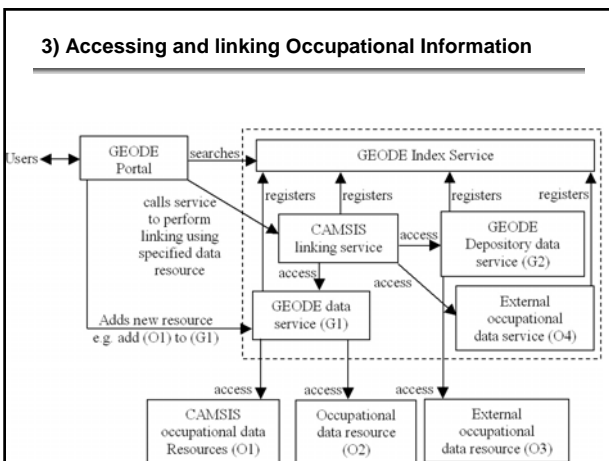 3) Accessing and linking Occupational Information
Users
GEODE
Portal
searches
GEODE Index Service
registers
registers
registers
registers
calls service
to perform
linking using
specified data
resource
CAMSIS
linking service
access
GEODE
Depository data
service (G2)
access
access
GEODE data
service (G1)
External
occupational
data service (O4)
Adds new resource
e.g. add (O1) to (G1)
access
access
access
CAMSIS
occupational data
Resources (O1)
Occupational
data resource
(O2)
External
occupational
data resource (O3)